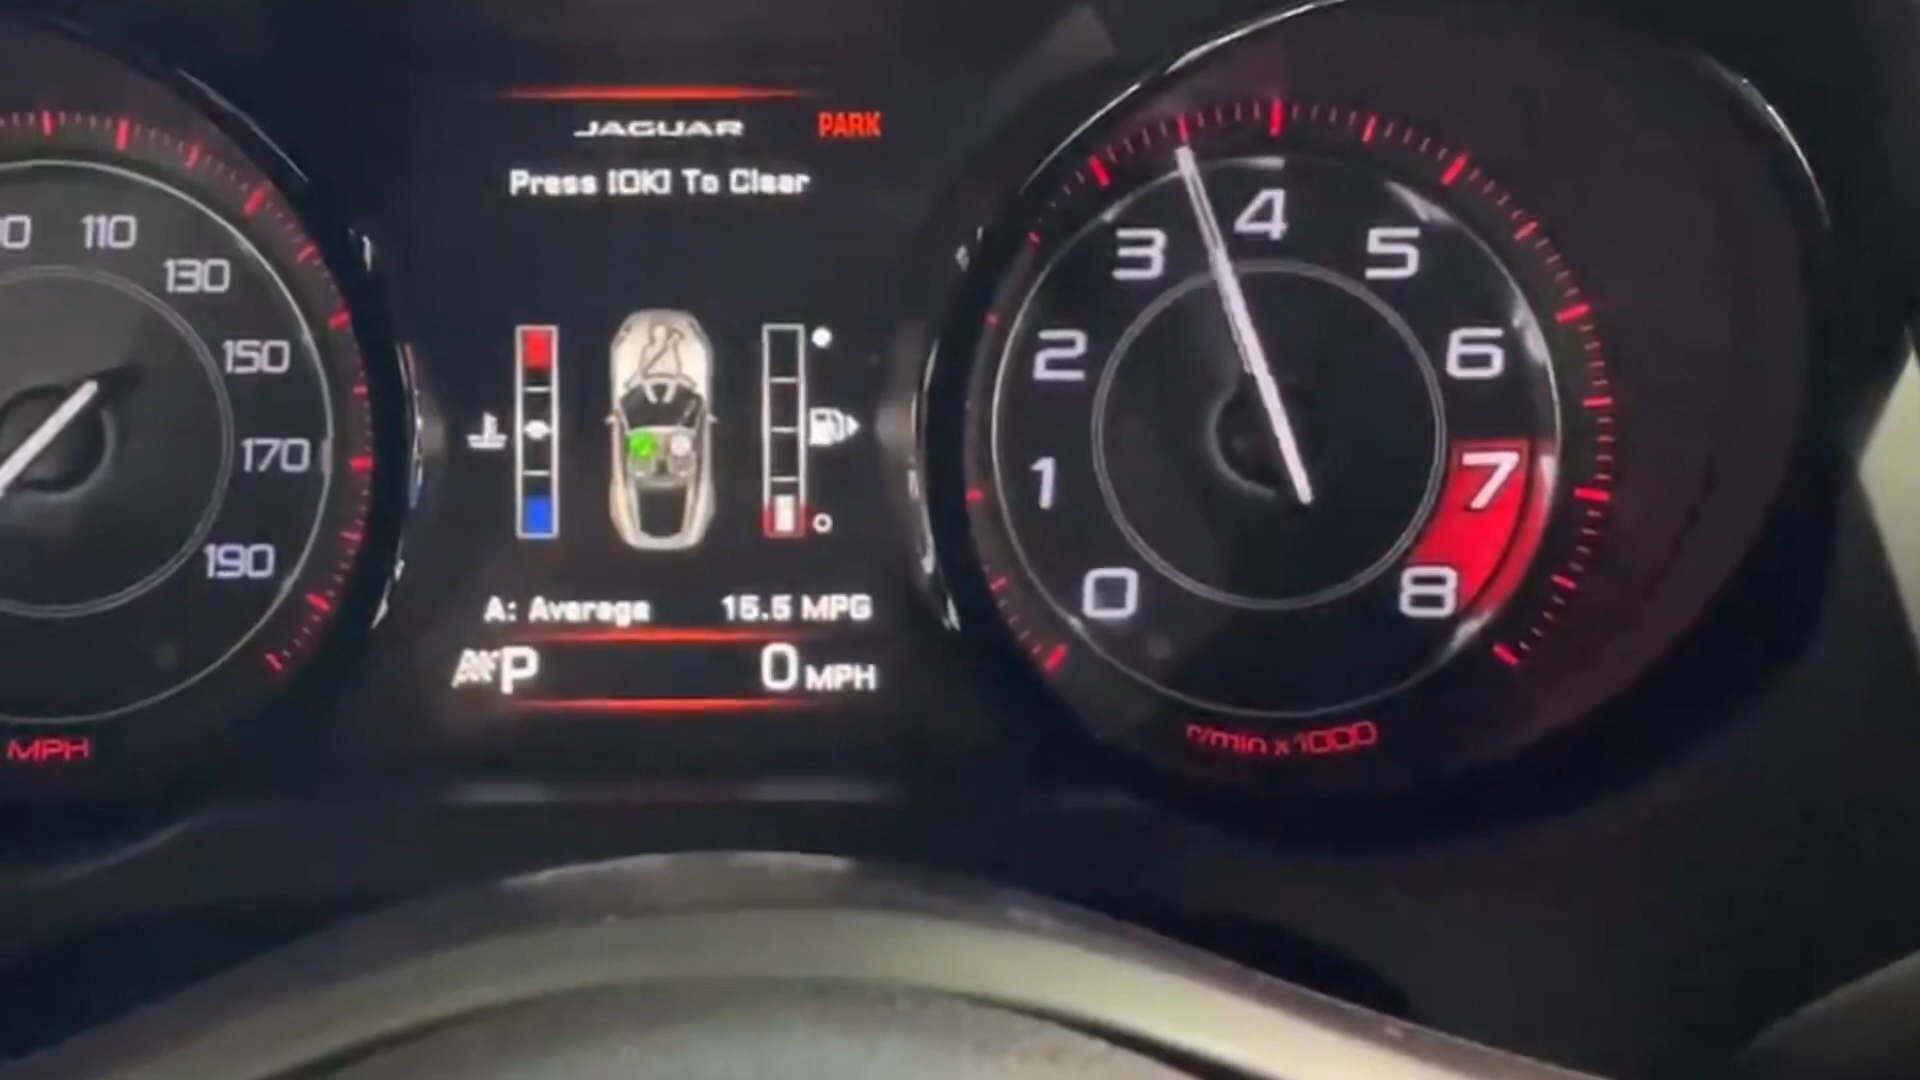 JAGUAR PARK
Press [OK] To Clear
110
130
150
170
190
MPH
A: Average 15.5 MPG
P 0 MPH
0
1
2
3
4
5
6
7
8
r/min x1000